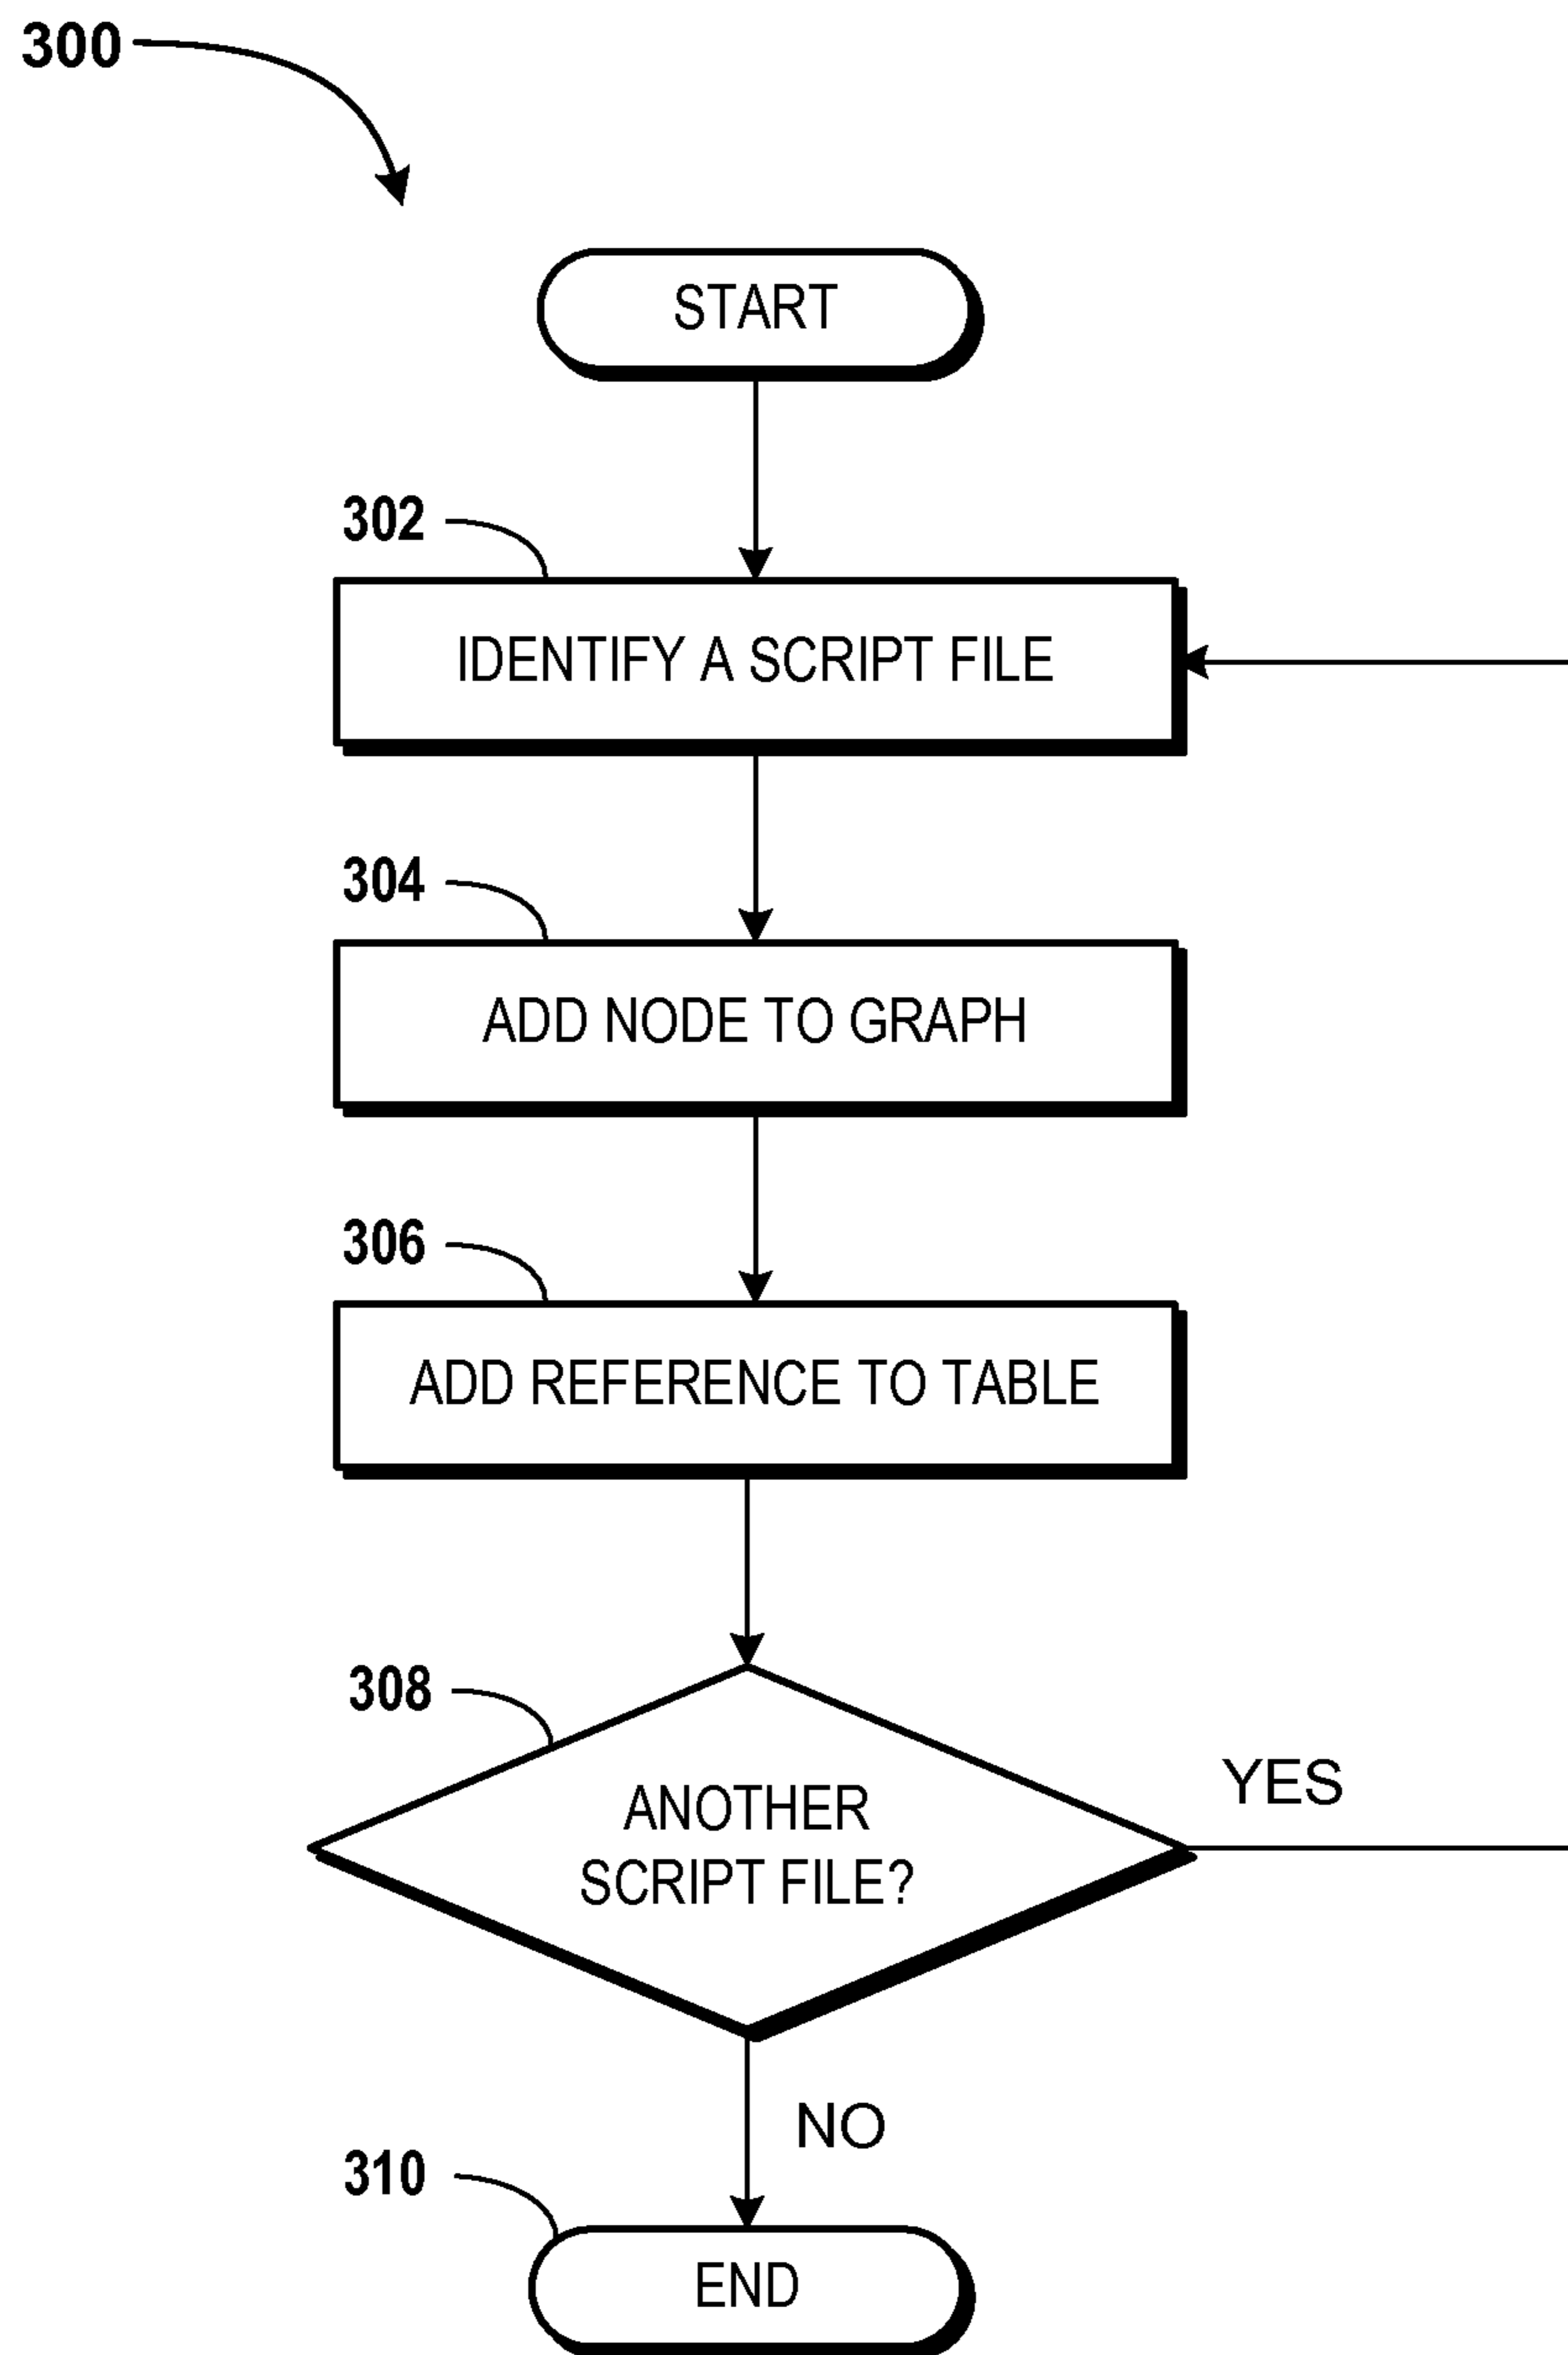 300
START
302
IDENTIFY A SCRIPT FILE
304
ADD NODE TO GRAPH
306
ADD REFERENCE TO TABLE
308
ANOTHER
SCRIPT FILE?
YES
NO
310
END